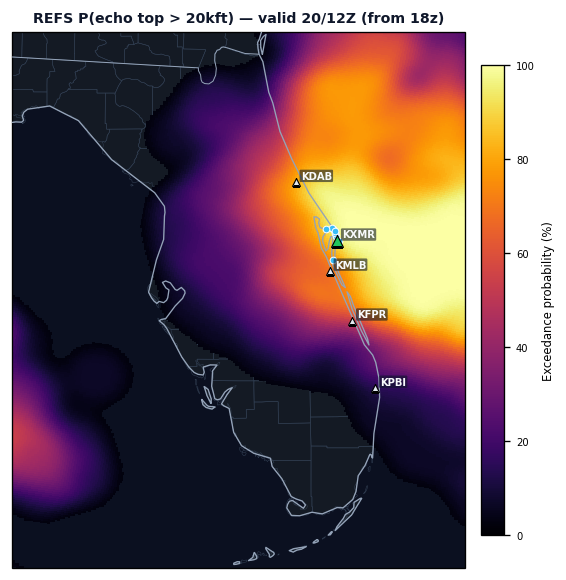 REFS P(echo top > 20kft) — valid 20/12Z (from 18z)
KDAB
KXMR
KMLB
KFPR
KPBI
100
80
60
40
20
0
Exceedance probability (%)